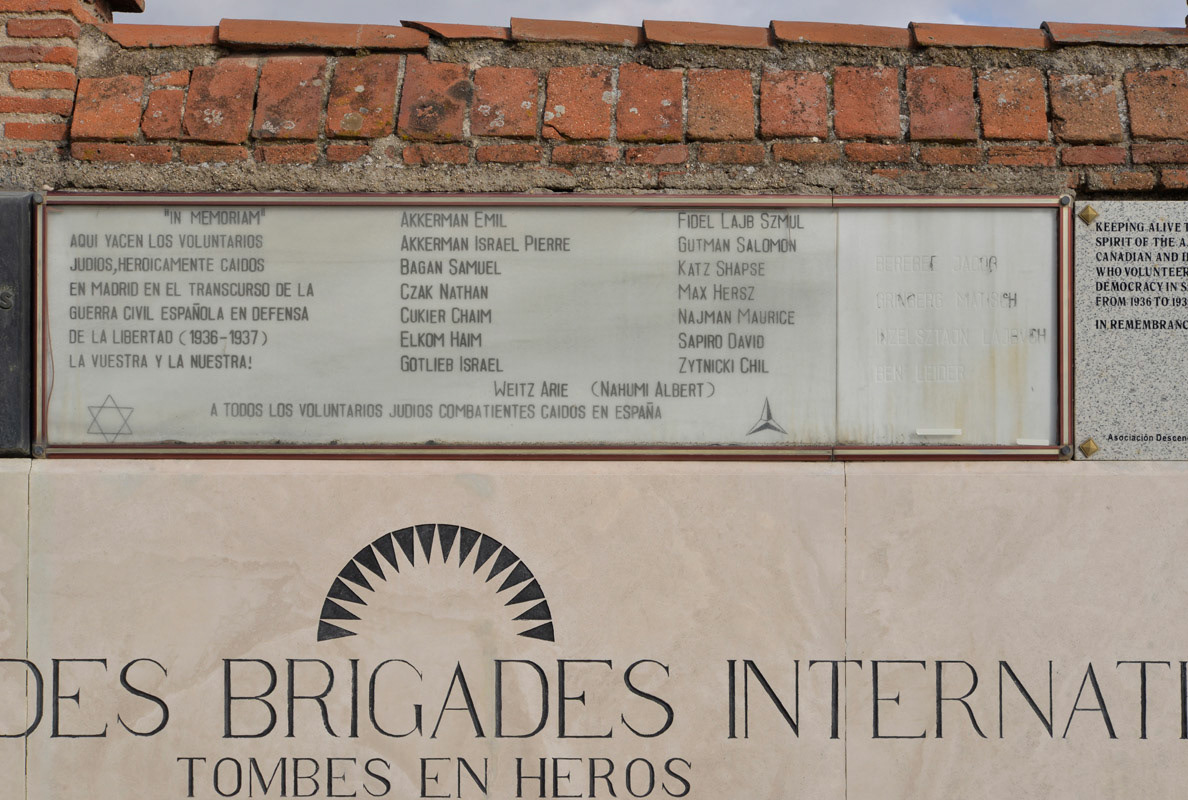 "IN MEMORIAM"
AQUI YACEN LOS VOLUNTARIOS
JUDIOS,HEROICAMENTE CAIDOS
EN MADRID EN EL TRANSCURSO DE LA
GUERRA CIVIL ESPAÑOLA EN DEFENSA
DE LA LIBERTAD (1936-1937)
LA VUESTRA Y LA NUESTRA!
AKKERMAN EMIL
AKKERMAN ISRAEL PIERRE
BAGAN SAMUEL
CZAK NATHAN
CUKIER CHAIM
ELKOM HAIM
GOTLIEB ISRAEL
FIDEL LAJB SZMUL
GUTMAN SALOMON
KATZ SHAPSE
MAX HERSZ
NAJMAN MAURICE
SAPIRO DAVID
ZYTNICKI CHIL
WEITZ ARIE (NAHUMI ALBERT)
A TODOS LOS VOLUNTARIOS JUDIOS COMBATIENTES CAIDOS EN ESPAÑA
JACOB
BEN LEIDER
KEEPING ALIVE T
SPIRIT OF THE A
CANADIAN AND
WHO VOLUNTEER
DEMOCRACY IN S
FROM 1936 TO 193
IN REMEMBRANC
Asociación Descen
DES BRIGADES INTERNATI
TOMBES EN HEROS